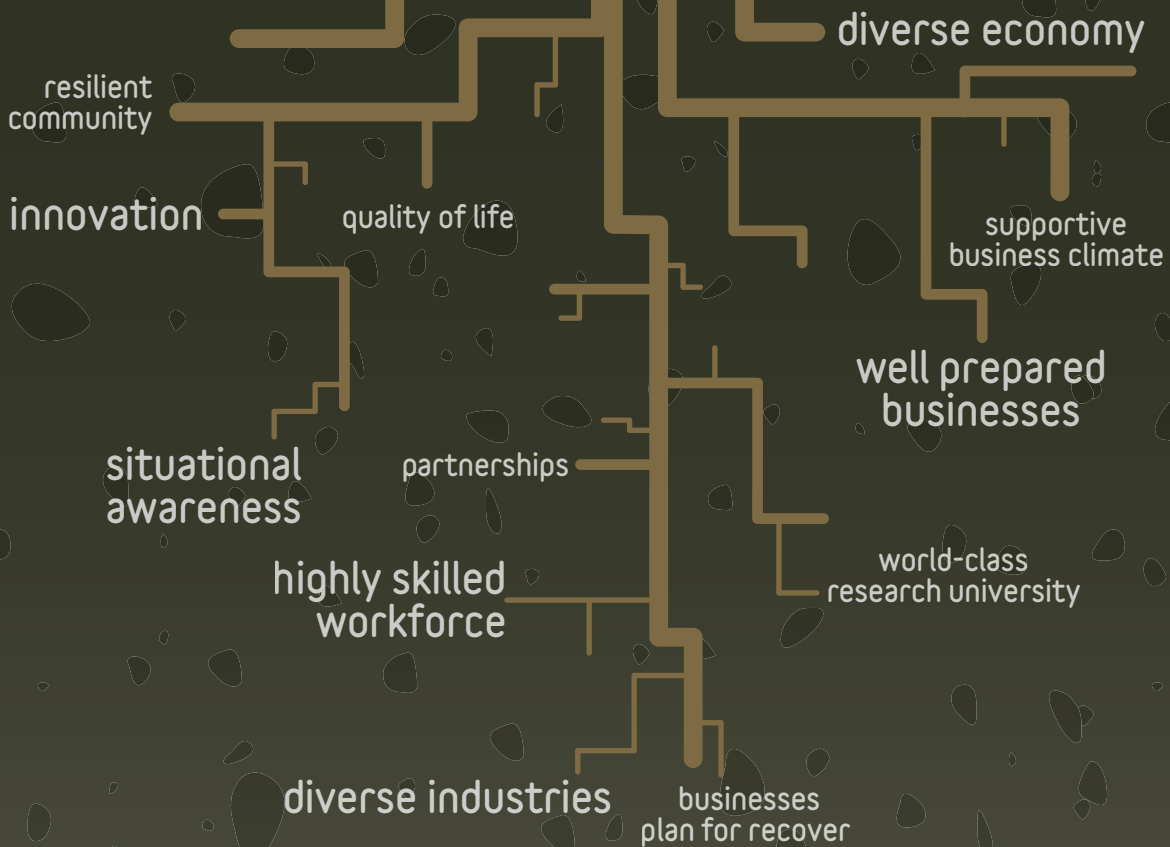 diverse economy
resilient
community
innovation
quality of life
supportive
business climate
well prepared
businesses
situational
awareness
partnerships
world-class
research university
highly skilled
workforce
diverse industries
businesses
plan for recover